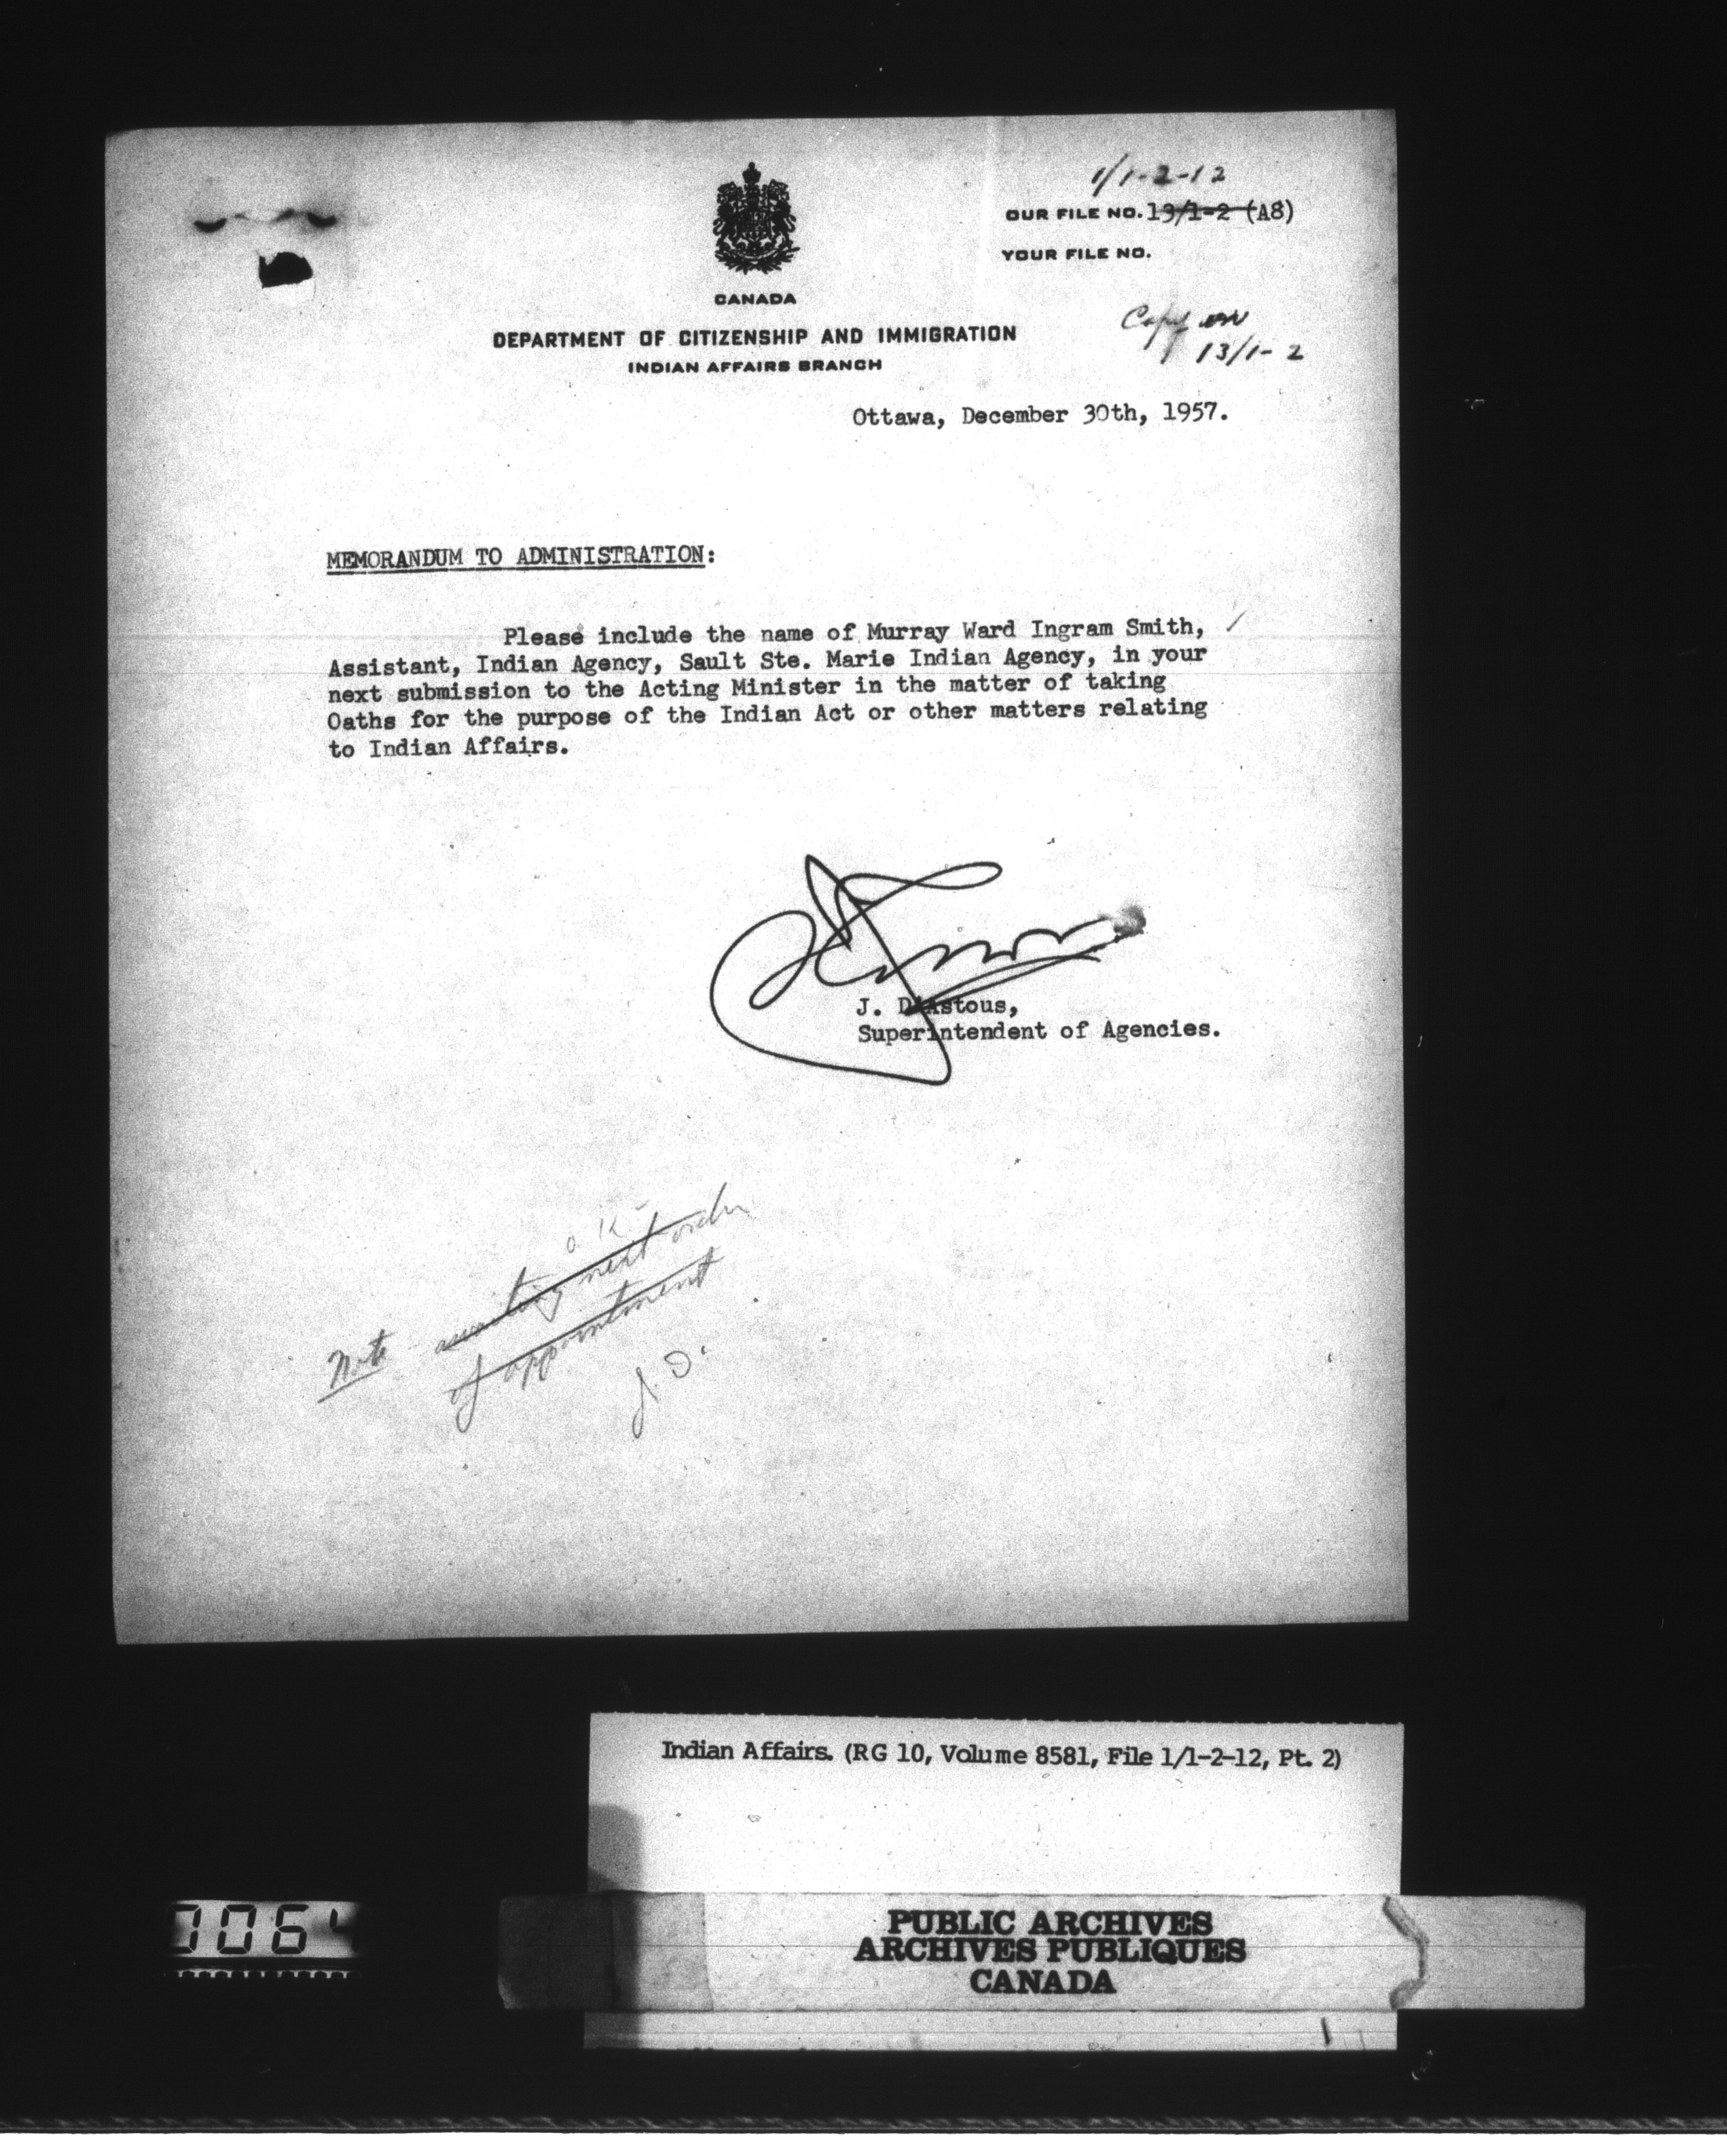 1/1-2-12
OUR FILE NO. 13/1-2 (A8)
YOUR FILE NO.
CANADA
DEPARTMENT OF CITIZENSHIP AND IMMIGRATION
INDIAN AFFAIRS BRANCH
Copy on
13/1-2
Ottawa, December 30th, 1957.
MEMORANDUM TO ADMINISTRATION:
Please include the name of Murray Ward Ingram Smith,
Assistant, Indian Agency, Sault Ste. Marie Indian Agency, in your
next submission to the Acting Minister in the matter of taking
Oaths for the purpose of the Indian Act or other matters relating
to Indian Affairs.
J. D'Astous,
Superintendent of Agencies.
O.K.
Note awaiting next order
of appointment
J. D.
Indian Affairs. (RG 10, Volume 8581, File 1/1-2-12, Pt. 2)
PUBLIC ARCHIVES
ARCHIVES PUBLIQUES
CANADA